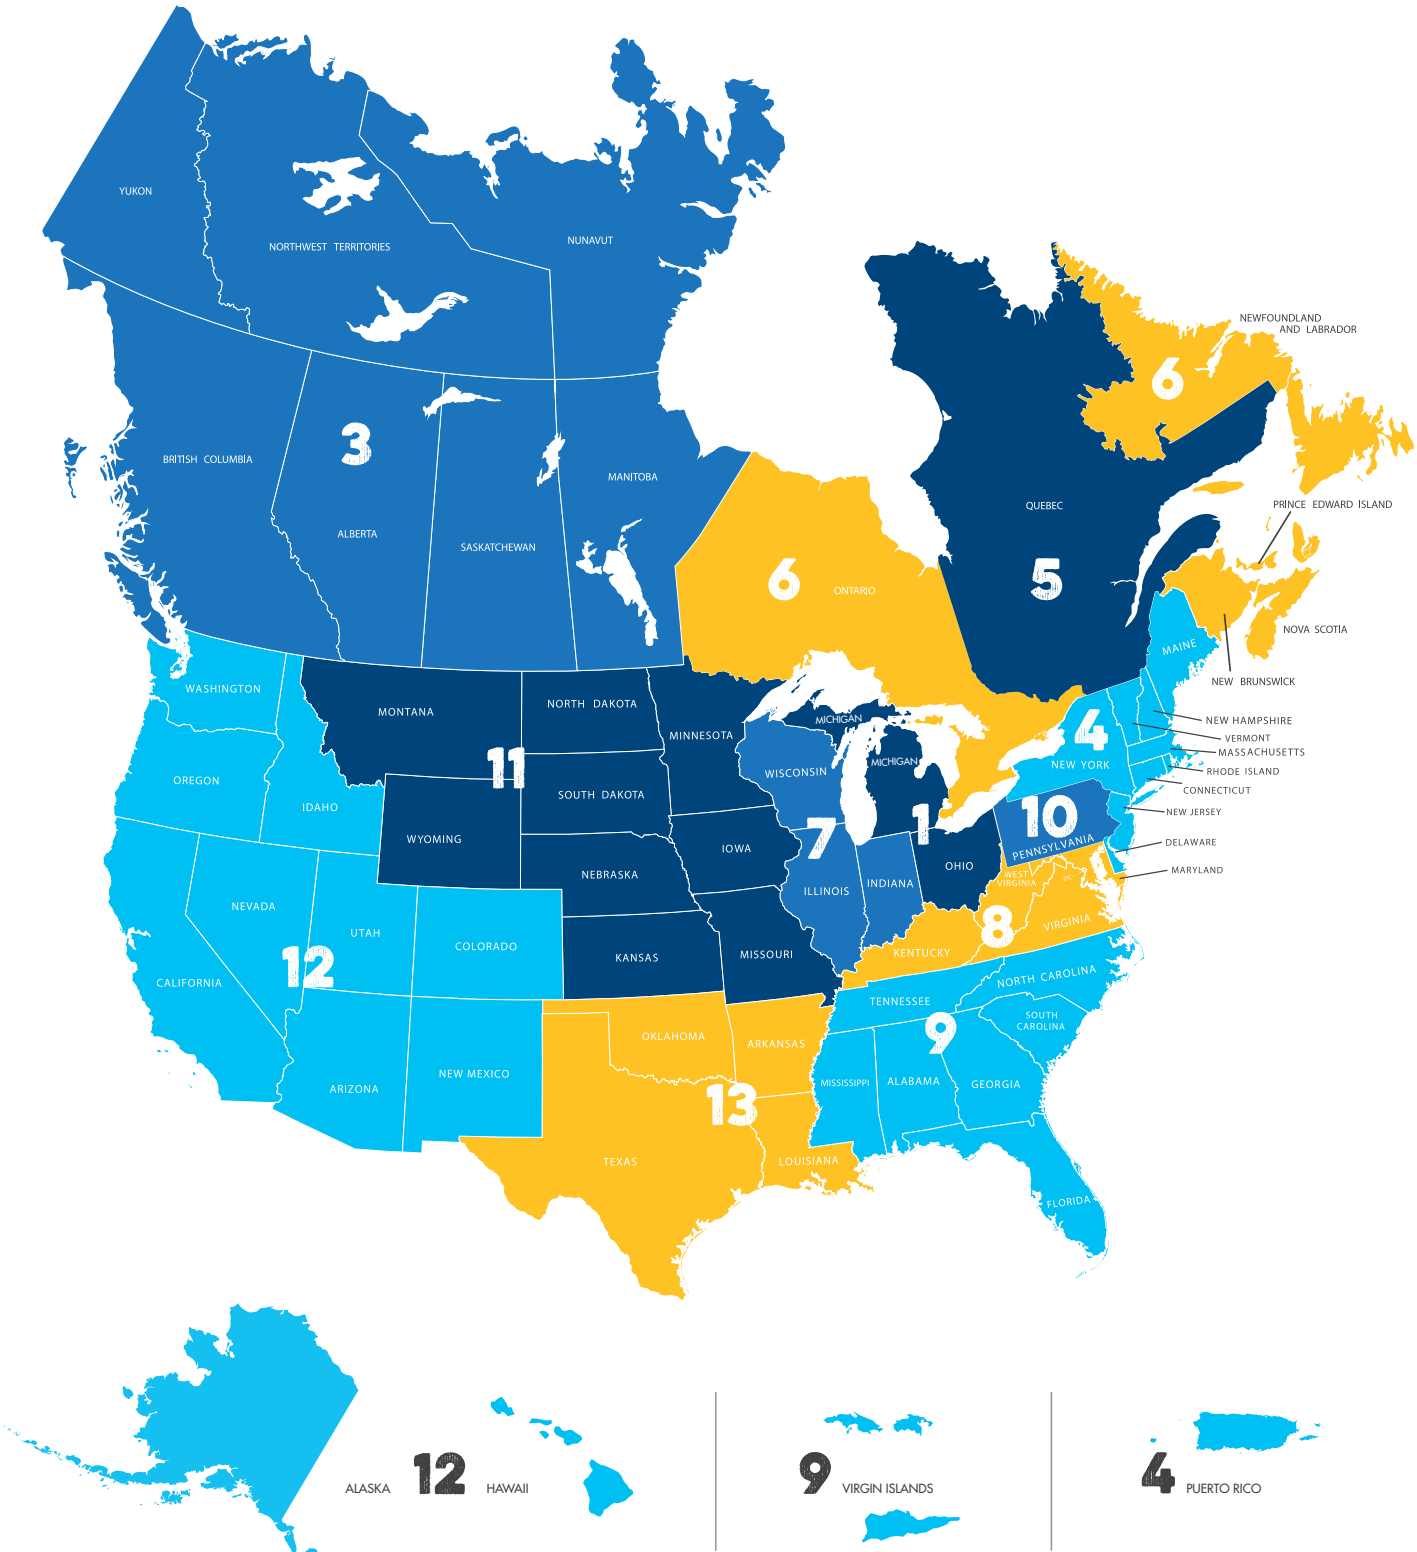 YUKON
NORTHWEST TERRITORIES
NUNAVUT
NEWFOUNDLAND
AND LABRADOR
6
3
BRITISH COLUMBIA
MANITOBA
QUEBEC
PRINCE EDWARD ISLAND
ALBERTA
SASKATCHEWAN
6
ONTARIO
5
NOVA SCOTIA
MAINE
NEW BRUNSWICK
WASHINGTON
MONTANA
NORTH DAKOTA
MICHIGAN
NEW HAMPSHIRE
MINNESOTA
4
VERMONT
MASSACHUSETTS
11
MICHIGAN
NEW YORK
WISCONSIN
RHODE ISLAND
OREGON
CONNECTICUT
SOUTH DAKOTA
IDAHO
NEW JERSEY
10
1
WYOMING
7
PENNSYLVANIA
DELAWARE
IOWA
OHIO
MARYLAND
NEBRASKA
WEST
VIRGINIA
DC
ILLINOIS
INDIANA
NEVADA
UTAH
COLORADO
8
VIRGINIA
KANSAS
MISSOURI
KENTUCKY
12
CALIFORNIA
NORTH CAROLINA
TENNESSEE
SOUTH
CAROLINA
OKLAHOMA
ARKANSAS
9
NEW MEXICO
ARIZONA
MISSISSIPPI
ALABAMA
GEORGIA
13
TEXAS
LOUISIANA
FLORIDA
ALASKA
12
HAWAII
9
VIRGIN ISLANDS
4
PUERTO RICO